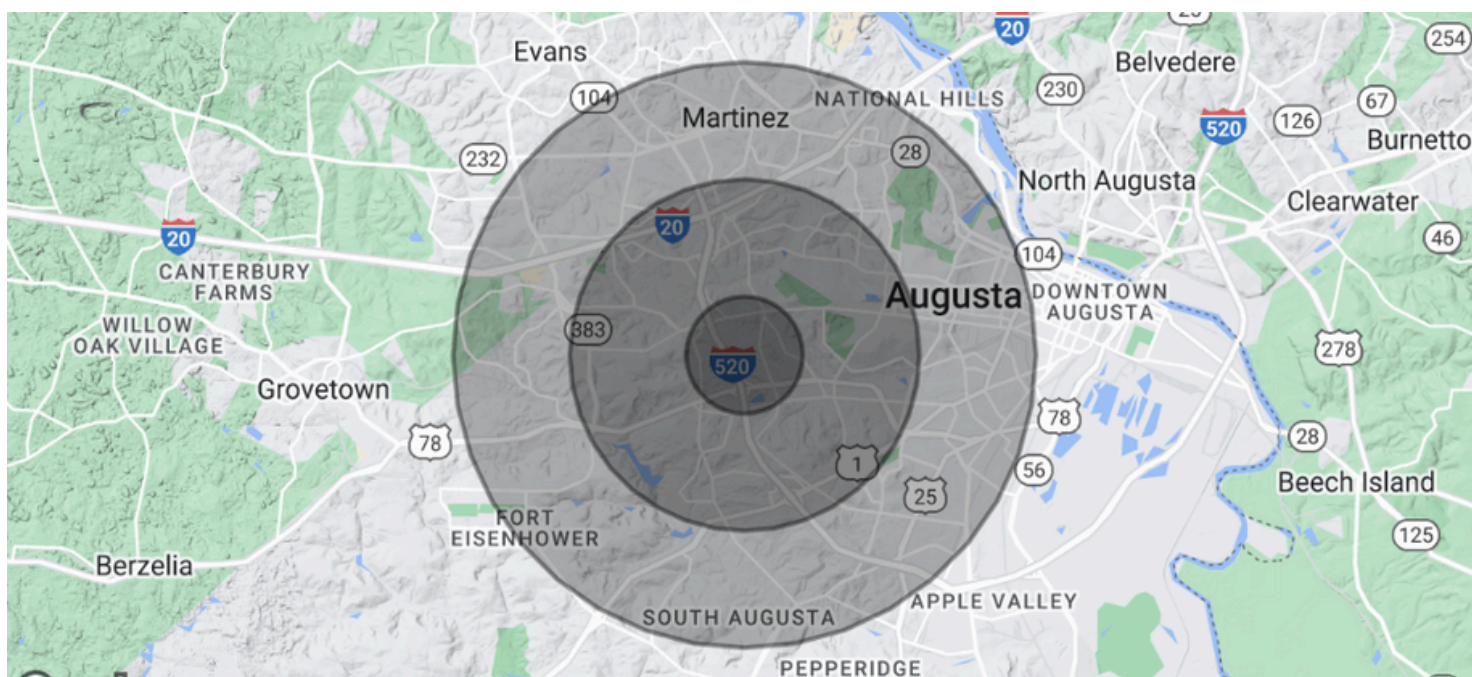 20
25
254
Evans
Belvedere
104
NATIONAL HILLS
230
67
Martinez
520
126
Burnetto
28
232
North Augusta
Clearwater
20
20
46
104
CANTERBURY
FARMS
Augusta
DOWNTOWN
AUGUSTA
WILLOW
OAK VILLAGE
383
278
520
Grovetown
78
78
28
1
56
25
Beech Island
FORT
EISENHOWER
125
Berzelia
APPLE VALLEY
SOUTH AUGUSTA
PEPPERIDGE